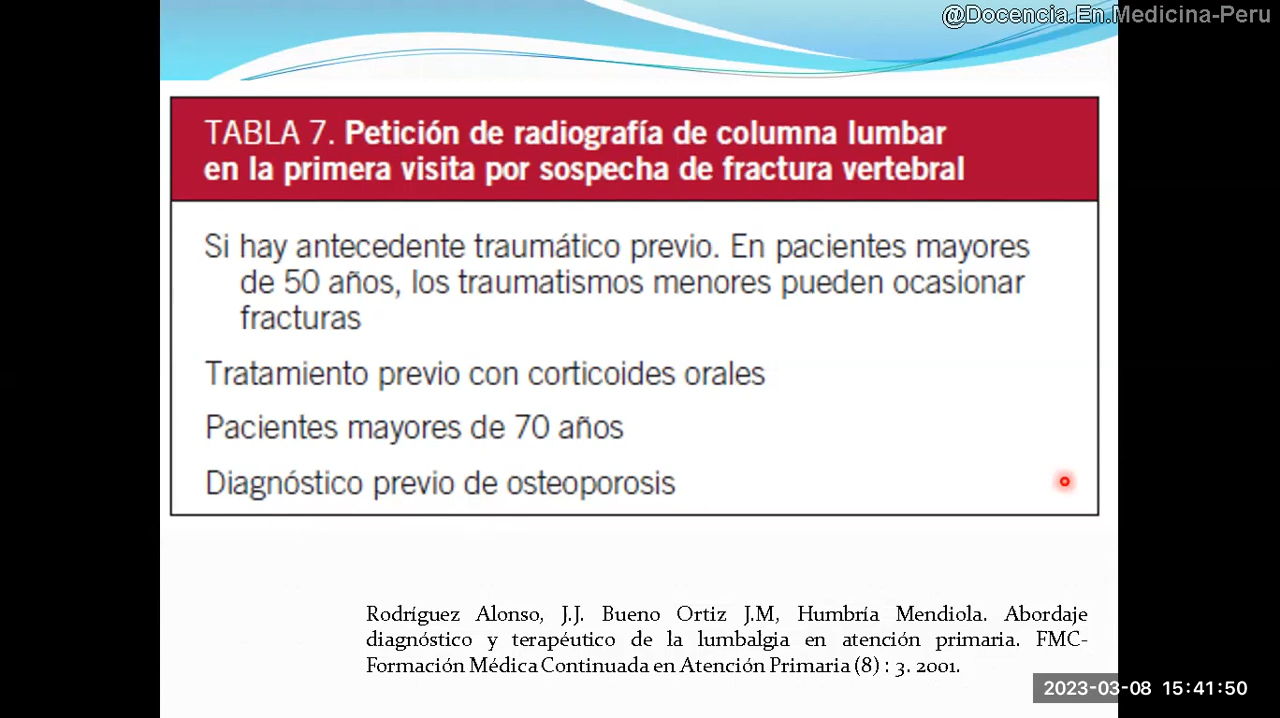 @Docencia.En.Medicina-Peru
TABLA 7. Petición de radiografía de columna lumbar
en la primera visita por sospecha de fractura vertebral
Si hay antecedente traumático previo. En pacientes mayores
de 50 años, los traumatismos menores pueden ocasionar
fracturas
Tratamiento previo con corticoides orales
Pacientes mayores de 70 años
Diagnóstico previo de osteoporosis
Rodríguez Alonso, J.J. Bueno Ortiz J.M, Humbría Mendiola. Abordaje
diagnóstico y terapéutico de la lumbalgia en atención primaria. FMC-
Formación Médica Continuada en Atención Primaria (8) : 3. 2001.
2023-03-08 15:41:50